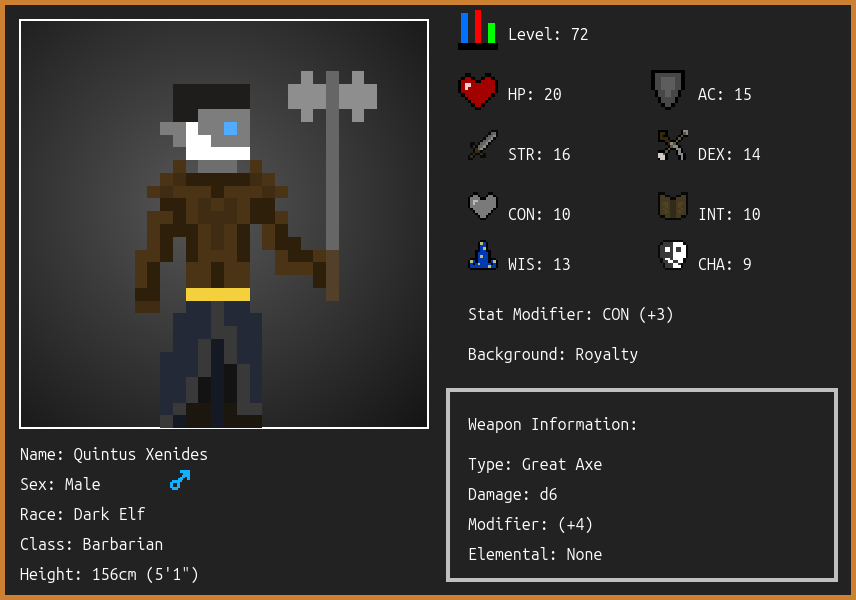 Level: 72
HP: 20
AC: 15
STR: 16
DEX: 14
CON: 10
INT: 10
WIS: 13
CHA: 9
Stat Modifier: CON (+3)
Background: Royalty
Weapon Information:
Type: Great Axe
Damage: d6
Modifier: (+4)
Elemental: None
Name: Quintus Xenides
Sex: Male
Race: Dark Elf
Class: Barbarian
Height: 156cm (5'1")